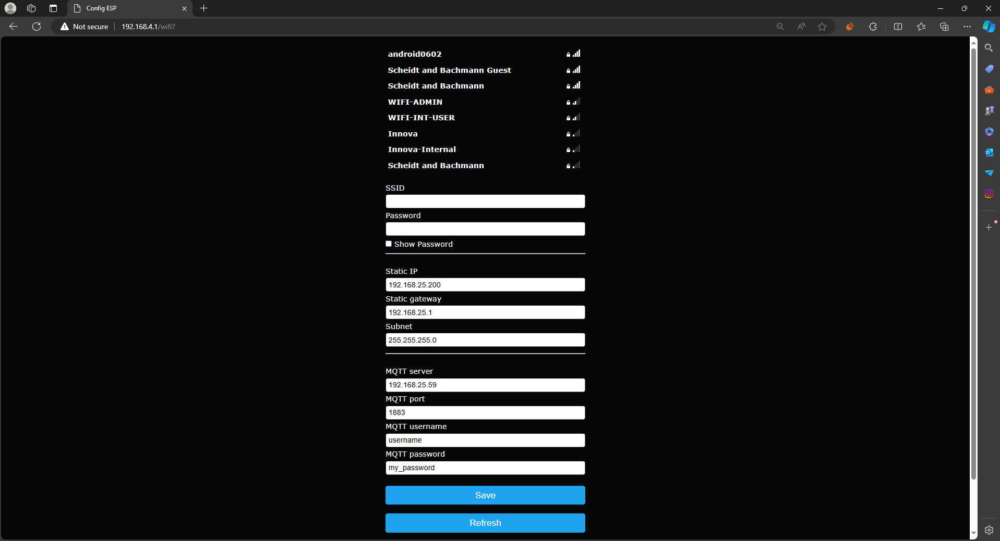 Config ESP
Not secure 192.168.4.1/wifi?
android0602
Scheidt and Bachmann Guest
Scheidt and Bachmann
WIFI-ADMIN
WIFI-INT-USER
Innova
Innova-Internal
Scheidt and Bachmann
SSID
Password
Show Password
Static IP
192.168.25.200
Static gateway
192.168.25.1
Subnet
255.255.255.0
MQTT server
192.168.25.59
MQTT port
1883
MQTT username
username
MQTT password
my_password
Save
Refresh